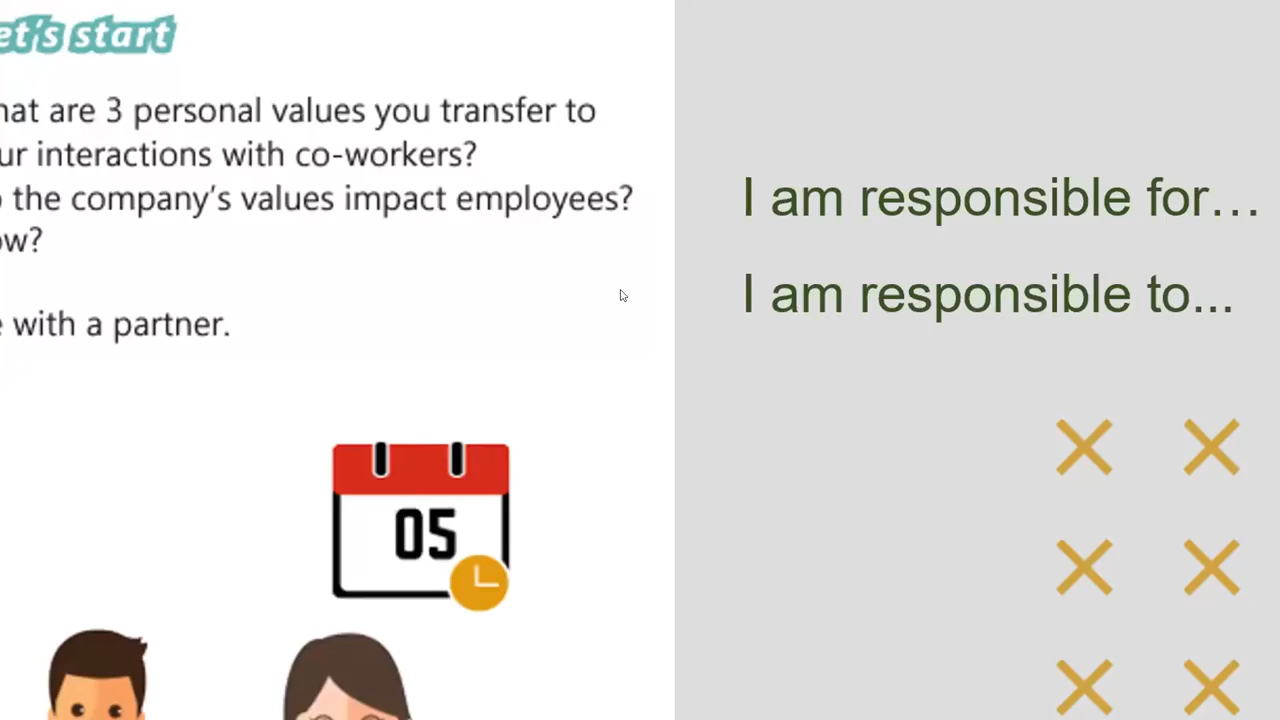 et's start
hat are 3 personal values you transfer to
ur interactions with co-workers?
o the company's values impact employees?
ow?
e with a partner.
I am responsible for…
I am responsible to...
05